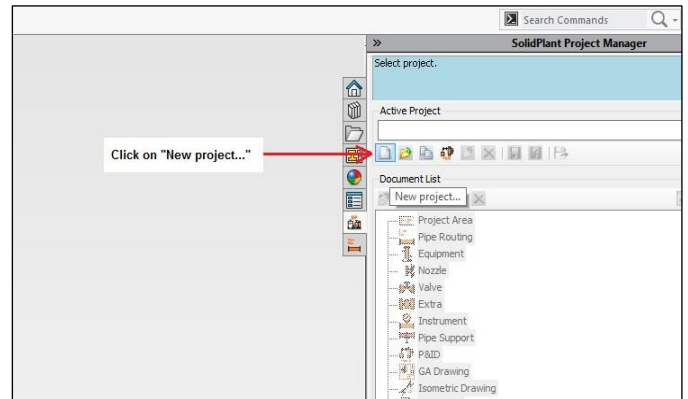 Search Commands
SolidPlant Project Manager
Select project.
Active Project
Click on "New project..."
Document List
New project...
Project Area
Pipe Routing
Equipment
Nozzle
Valve
Extra
Instrument
Pipe Support
P&ID
GA Drawing
Isometric Drawing